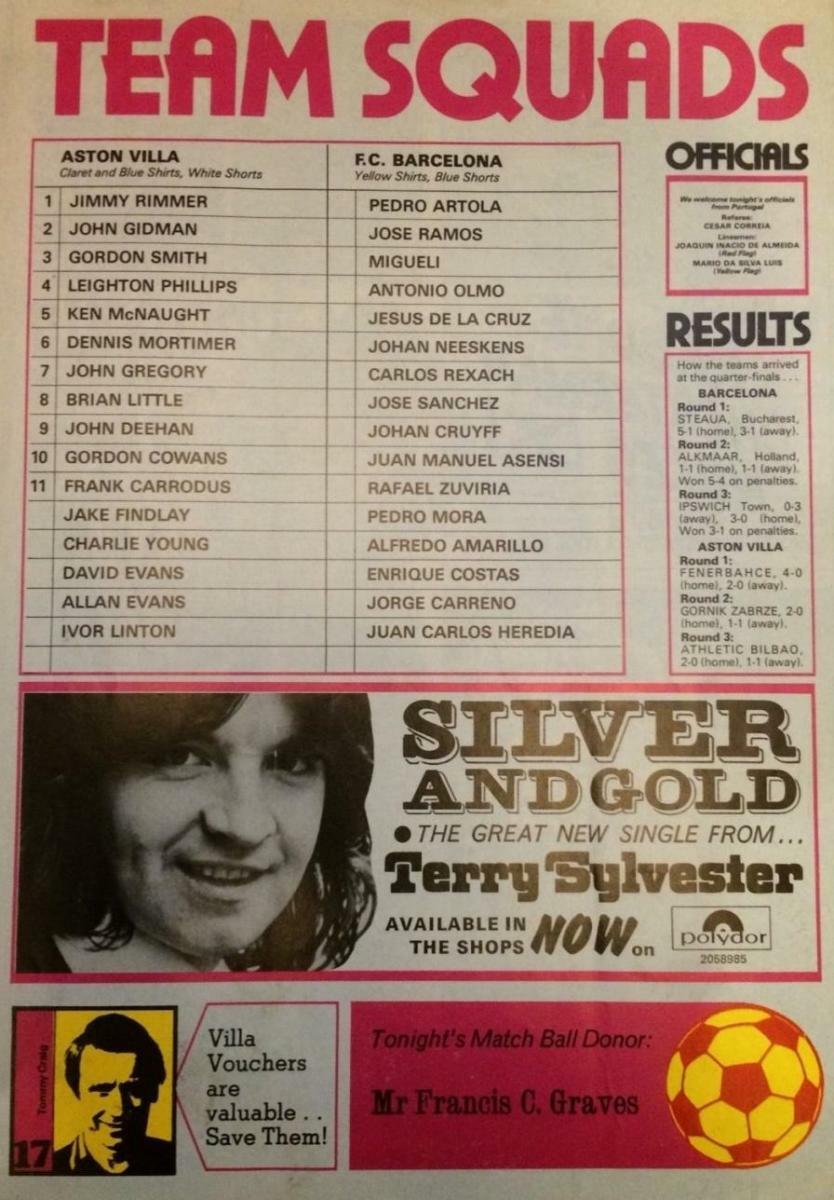 TEAM SQUADS
ASTON VILLA
Claret and Blue Shirts, White Shorts
F.C. BARCELONA
Yellow Shirts, Blue Shorts
1 JIMMY RIMMER PEDRO ARTOLA
2 JOHN GIDMAN JOSE RAMOS
3 GORDON SMITH MIGUELI
4 LEIGHTON PHILLIPS ANTONIO OLMO
5 KEN McNAUGHT JESUS DE LA CRUZ
6 DENNIS MORTIMER JOHAN NEESKENS
7 JOHN GREGORY CARLOS REXACH
8 BRIAN LITTLE JOSE SANCHEZ
9 JOHN DEEHAN JOHAN CRUYFF
10 GORDON COWANS JUAN MANUEL ASENSI
11 FRANK CARRODUS RAFAEL ZUVIRIA
JAKE FINDLAY PEDRO MORA
CHARLIE YOUNG ALFREDO AMARILLO
DAVID EVANS ENRIQUE COSTAS
ALLAN EVANS JORGE CARRENO
IVOR LINTON JUAN CARLOS HEREDIA
OFFICIALS
We welcome tonight's officials
from Portugal
Referee:
CESAR CORREIA
Linesmen:
JOAQUIN INACIO DE ALMEIDA
(Red Flag)
MARIO DA SILVA LUIS
(Yellow Flag)
RESULTS
How the teams arrived
at the quarter-finals . . .
BARCELONA
Round 1:
STEAUA, Bucharest,
5-1 (home), 3-1 (away).
Round 2:
ALKMAAR, Holland,
1-1 (home), 1-1 (away).
Won 5-4 on penalties.
Round 3:
IPSWICH Town, 0-3
(away), 3-0 (home),
Won 3-1 on penalties.
ASTON VILLA
Round 1:
FENERBAHCE, 4-0
(home), 2-0 (away).
Round 2:
GORNIK ZABRZE, 2-0
(home), 1-1 (away).
Round 3:
ATHLETIC BILBAO,
2-0 (home), 1-1 (away).
SILVER
AND GOLD
● THE GREAT NEW SINGLE FROM...
Terry Sylvester
AVAILABLE IN
THE SHOPS NOW on
polydor
2058985
Tommy Craig
17
Villa
Vouchers
are
valuable . .
Save Them!
Tonight's Match Ball Donor:
Mr Francis C. Graves